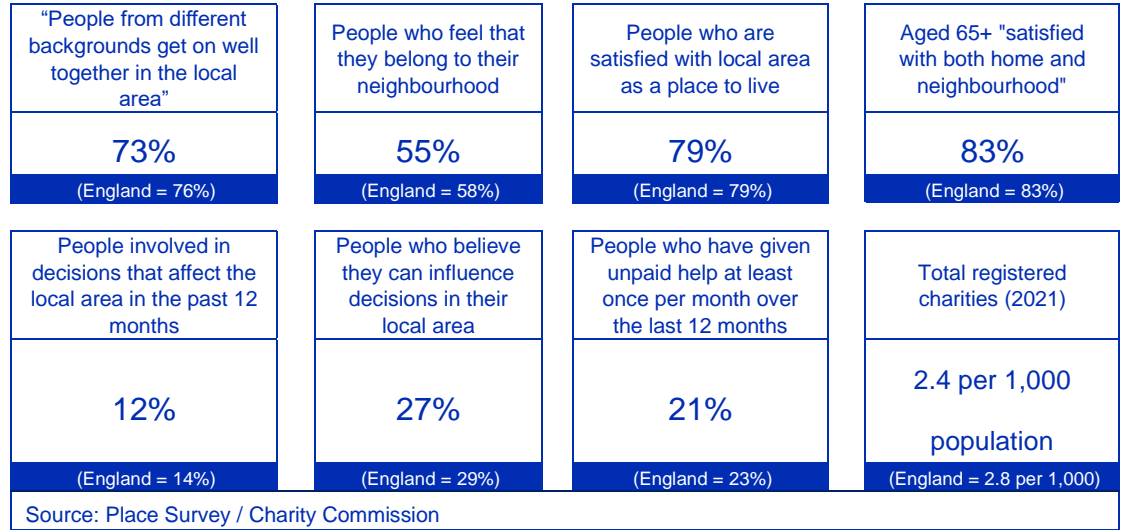 “People from different
backgrounds get on well
together in the local
area”
73%
(England = 76%)
People who feel that
they belong to their
neighbourhood
55%
(England = 58%)
People who are
satisfied with local area
as a place to live
79%
(England = 79%)
Aged 65+ "satisfied
with both home and
neighbourhood"
83%
(England = 83%)
People involved in
decisions that affect the
local area in the past 12
months
12%
(England = 14%)
People who believe
they can influence
decisions in their
local area
27%
(England = 29%)
People who have given
unpaid help at least
once per month over
the last 12 months
21%
(England = 23%)
Total registered
charities (2021)
2.4 per 1,000
population
(England = 2.8 per 1,000)
Source: Place Survey / Charity Commission